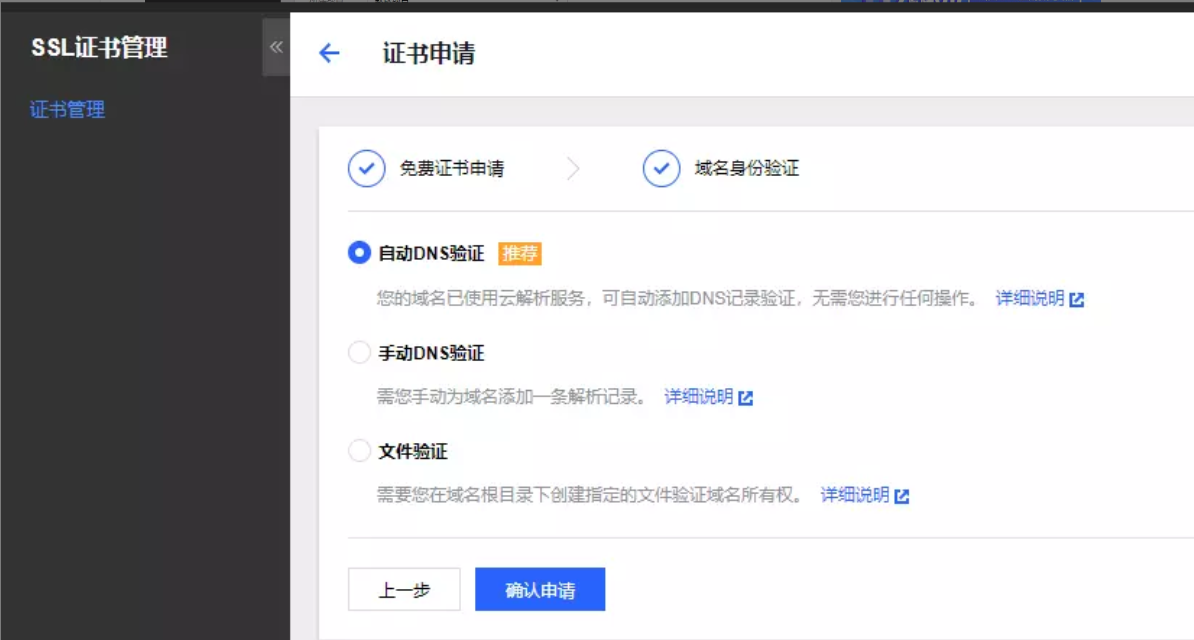 SSL证书管理
证书申请
证书管理
免费证书申请
域名身份验证
自动DNS验证 推荐
您的域名已使用云解析服务，可自动添加DNS记录验证，无需您进行任何操作。 详细说明
手动DNS验证
需您手动为域名添加一条解析记录。 详细说明
文件验证
需要您在域名根目录下创建指定的文件验证域名所有权。 详细说明
上一步 确认申请